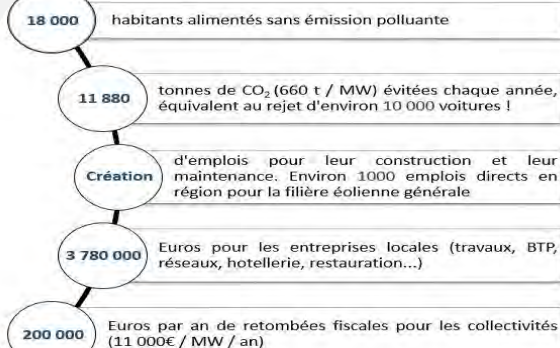 18 000
habitants alimentés sans émission polluante
11 880
tonnes de CO₂ (660 t / MW) évitées chaque année,
équivalent au rejet d'environ 10 000 voitures !
Création
d'emplois pour leur construction et leur
maintenance. Environ 1000 emplois directs en
région pour la filière éolienne générale
3 780 000
Euros pour les entreprises locales (travaux, BTP,
réseaux, hotellerie, restauration...)
200 000
Euros par an de retombées fiscales pour les collectivités
(11 000€ / MW / an)